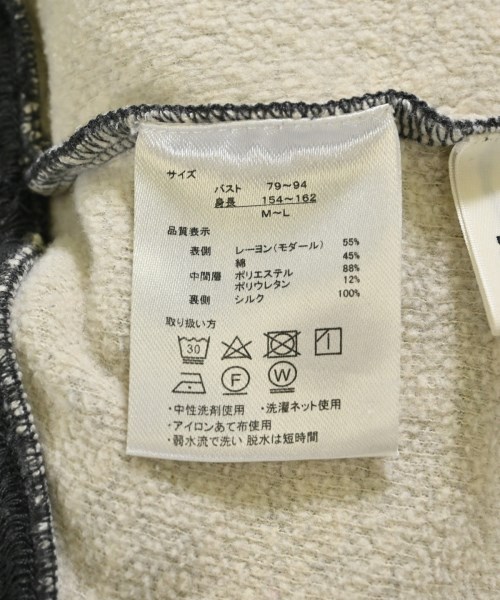 サイズ
バスト 79〜94
身長 154〜162
M〜L
品質表示
表側 レーヨン(モダール) 55%
綿 45%
中間層 ポリエステル 88%
ポリウレタン 12%
裏側 シルク 100%
取り扱い方
30
F W
・中性洗剤使用 ・洗濯ネット使用
・アイロンあて布使用
・弱水流で洗い 脱水は短時間